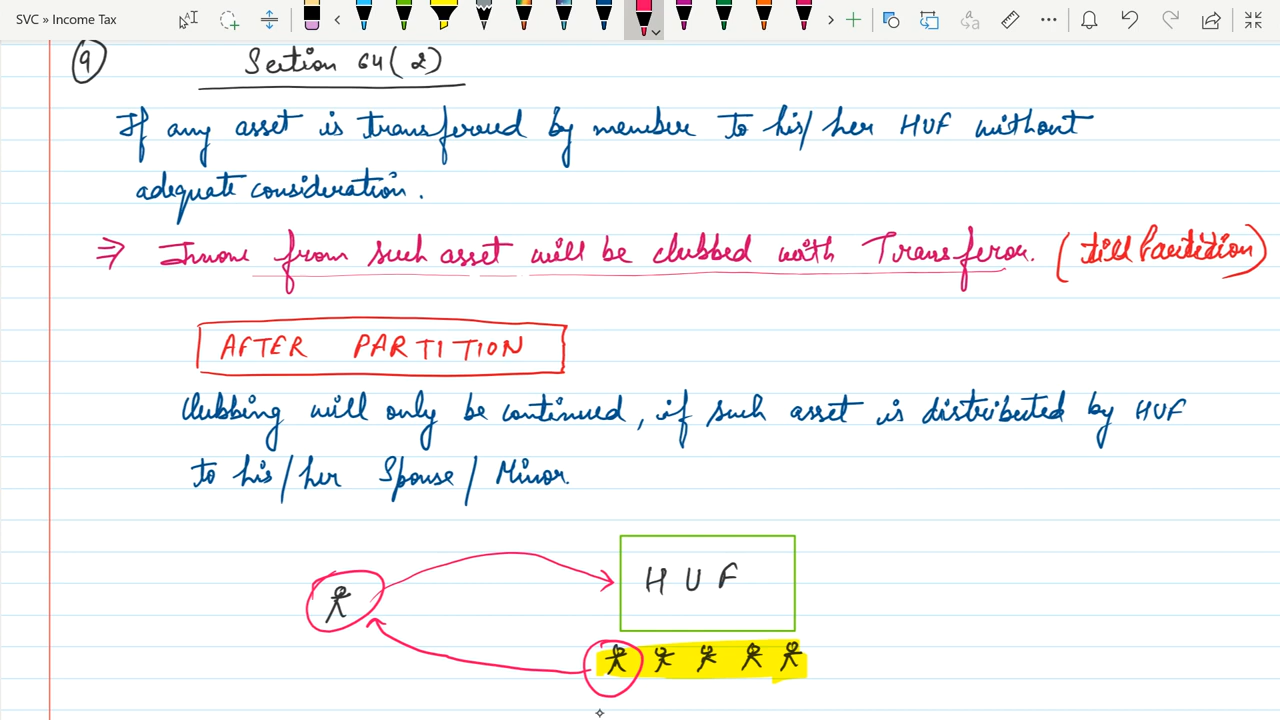 SVC » Income Tax
9 Section 64(2)
If any asset is transferred by member to his/her HUF without
adequate consideration.
⇒ Income from such asset will be clubbed with Transferor. (till Partition)
AFTER PARTITION
Clubbing will only be continued, if such asset is distributed by HUF
to his/her Spouse/Minor.
HUF